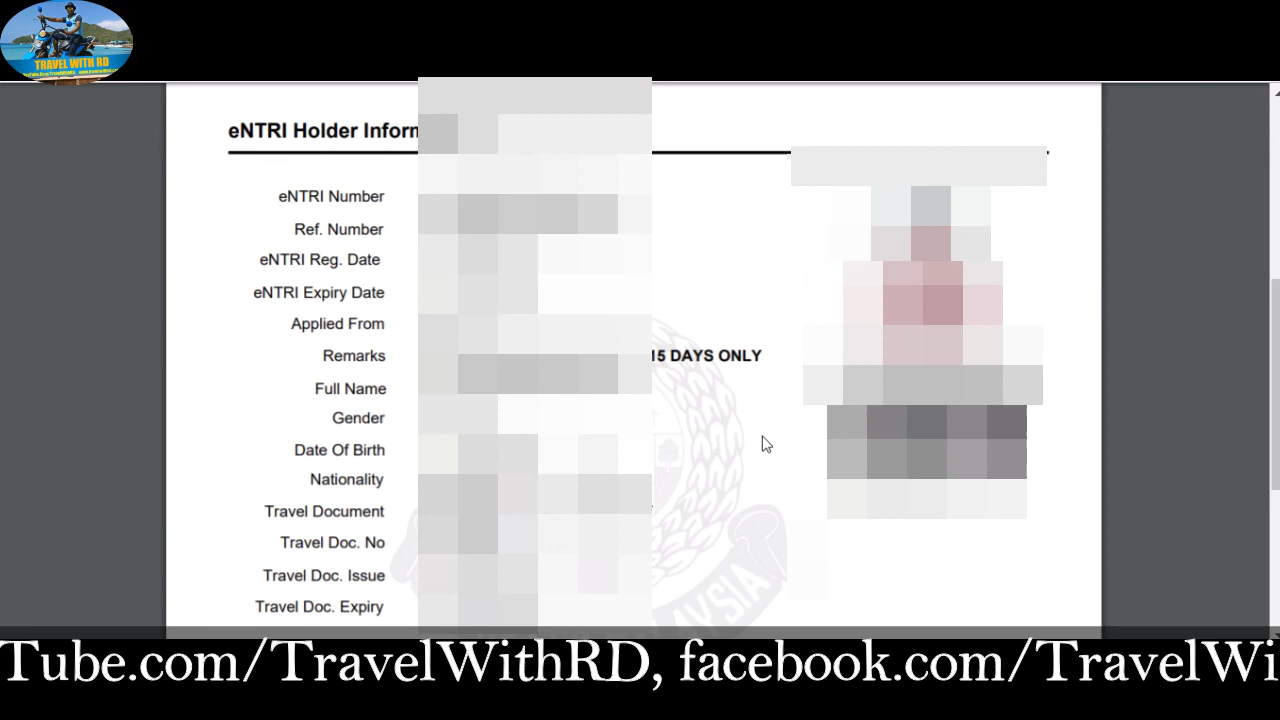 TRAVEL WITH RD
eNTRI Holder Inforn
eNTRI Number
Ref. Number
eNTRI Reg. Date
eNTRI Expiry Date
Applied From
Remarks 15 DAYS ONLY
Full Name
Gender
Date Of Birth
Nationality
Travel Document
Travel Doc. No
Travel Doc. Issue
Travel Doc. Expiry
AYSIA
Tube.com/TravelWithRD, facebook.com/TravelWi